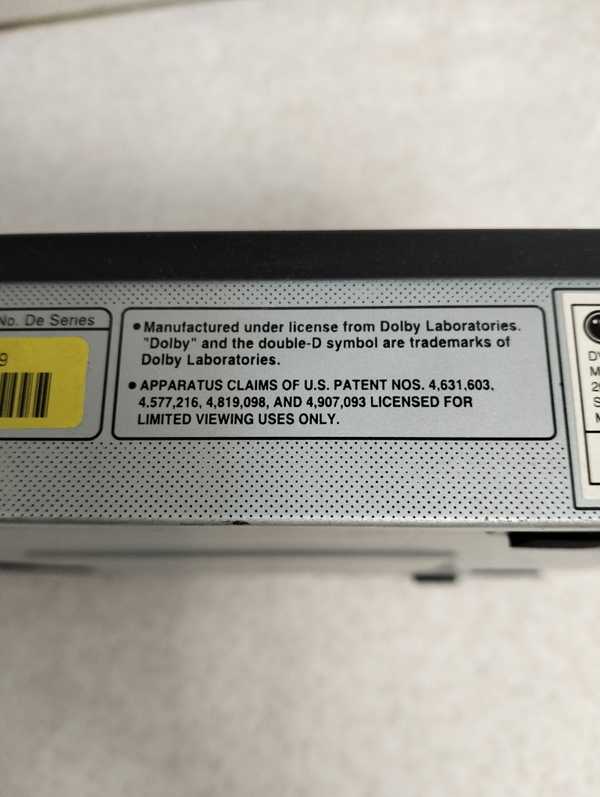 No. De Series
9
• Manufactured under license from Dolby Laboratories.
"Dolby" and the double-D symbol are trademarks of
Dolby Laboratories.
• APPARATUS CLAIMS OF U.S. PATENT NOS. 4,631,603,
4,577,216, 4,819,098, AND 4,907,093 LICENSED FOR
LIMITED VIEWING USES ONLY.
DV
M
20
S
M